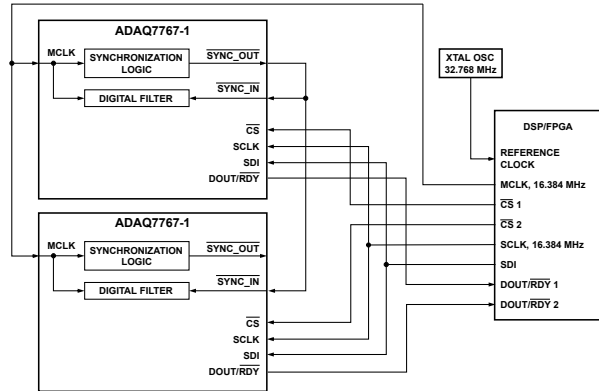 ADAQ7767-1
MCLK
SYNCHRONIZATION
LOGIC
SYNC_OUT
DIGITAL FILTER
SYNC_IN
CS
SCLK
SDI
DOUT/RDY
ADAQ7767-1
MCLK
SYNCHRONIZATION
LOGIC
SYNC_OUT
DIGITAL FILTER
SYNC_IN
CS
SCLK
SDI
DOUT/RDY
XTAL OSC
32.768 MHz
DSP/FPGA
REFERENCE
CLOCK
MCLK, 16.384 MHz
CS 1
CS 2
SCLK, 16.384 MHz
SDI
DOUT/RDY 1
DOUT/RDY 2